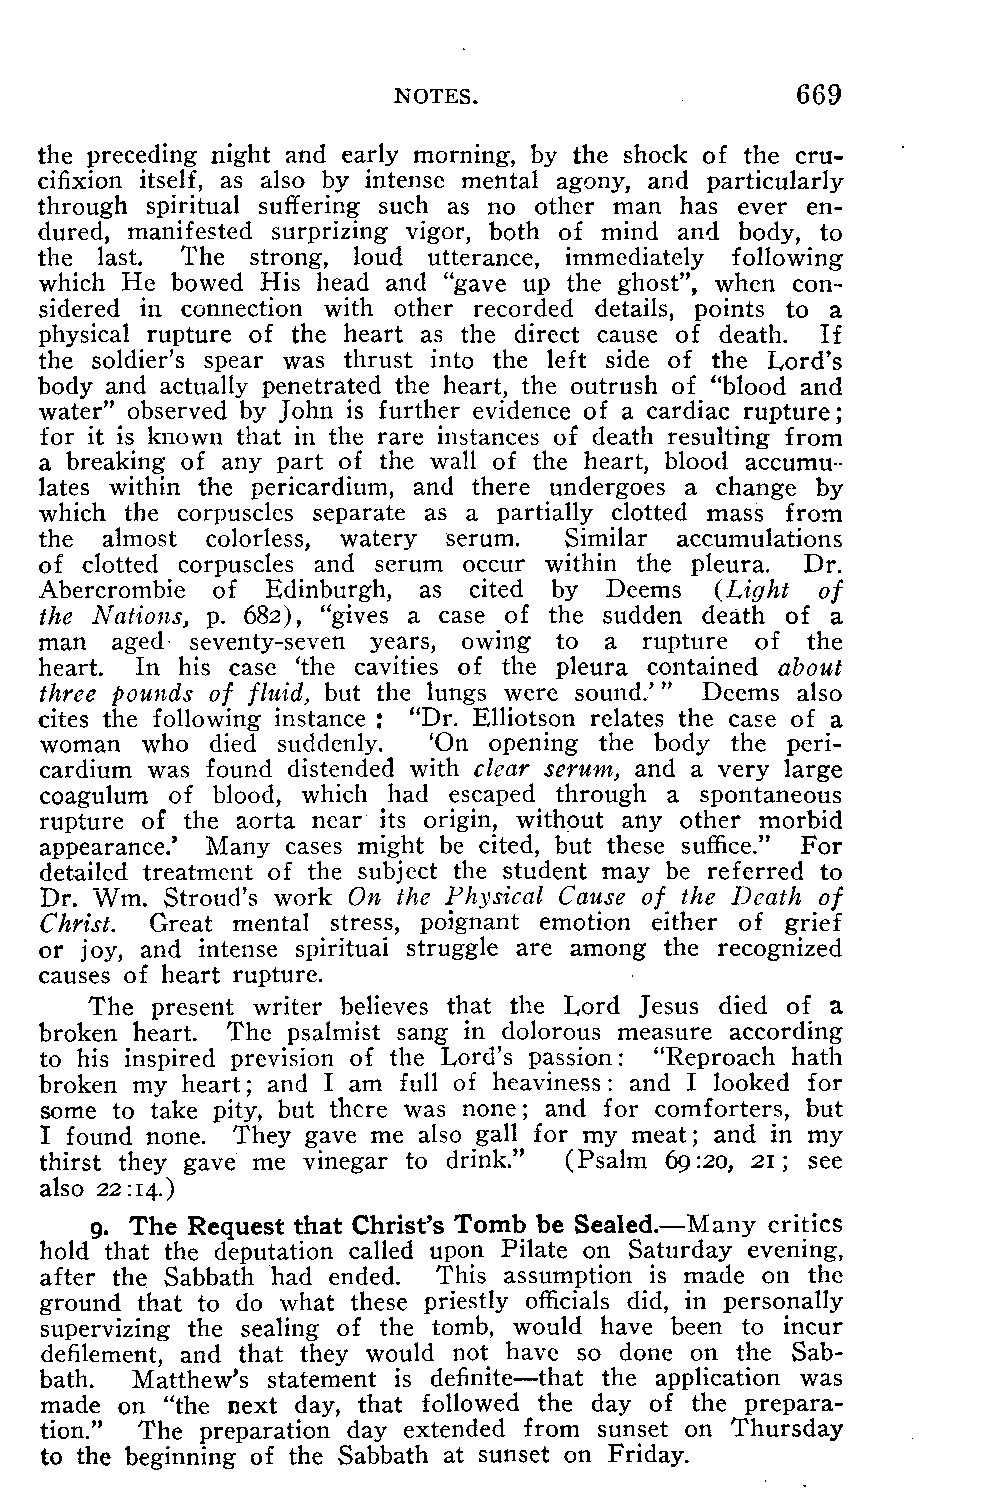 NOTES. 669
the preceding night and early morning, by the shock of the cru-
cifixion itself, as also by intense mental agony, and particularly
through spiritual suffering such as no other man has ever en-
dured, manifested surprizing vigor, both of mind and body, to
the last. The strong, loud utterance, immediately following
which He bowed His head and “gave up the ghost”, when con-
sidered in connection with other recorded details, points to a
physical rupture of the heart as the direct cause of death. If
the soldier’s spear was thrust into the left side of the Lord’s
body and actually penetrated the heart, the outrush of “blood and
water” observed by John is further evidence of a cardiac rupture;
for it is known that in the rare instances of death resulting from
a breaking of any part of the wall of the heart, blood accumu-
lates within the pericardium, and there undergoes a change by
which the corpuscles separate as a partially clotted mass from
the almost colorless, watery serum. Similar accumulations
of clotted corpuscles and serum occur within the pleura. Dr.
Abercrombie of Edinburgh, as cited by Deems (Light of
the Nations, p. 682), “gives a case of the sudden death of a
man aged seventy-seven years, owing to a rupture of the
heart. In his case ‘the cavities of the pleura contained about
three pounds of fluid, but the lungs were sound.’” Deems also
cites the following instance: “Dr. Elliotson relates the case of a
woman who died suddenly. ‘On opening the body the peri-
cardium was found distended with clear serum, and a very large
coagulum of blood, which had escaped through a spontaneous
rupture of the aorta near its origin, without any other morbid
appearance.’ Many cases might be cited, but these suffice.” For
detailed treatment of the subject the student may be referred to
Dr. Wm. Stroud’s work On the Physical Cause of the Death of
Christ. Great mental stress, poignant emotion either of grief
or joy, and intense spirituai struggle are among the recognized
causes of heart rupture.
The present writer believes that the Lord Jesus died of a
broken heart. The psalmist sang in dolorous measure according
to his inspired prevision of the Lord’s passion: “Reproach hath
broken my heart; and I am full of heaviness: and I looked for
some to take pity, but there was none; and for comforters, but
I found none. They gave me also gall for my meat; and in my
thirst they gave me vinegar to drink.” (Psalm 69:20, 21; see
also 22:14.)
9. The Request that Christ’s Tomb be Sealed.—Many critics
hold that the deputation called upon Pilate on Saturday evening,
after the Sabbath had ended. This assumption is made on the
ground that to do what these priestly officials did, in personally
supervizing the sealing of the tomb, would have been to incur
defilement, and that they would not have so done on the Sab-
bath. Matthew’s statement is definite—that the application was
made on “the next day, that followed the day of the prepara-
tion.” The preparation day extended from sunset on Thursday
to the beginning of the Sabbath at sunset on Friday.